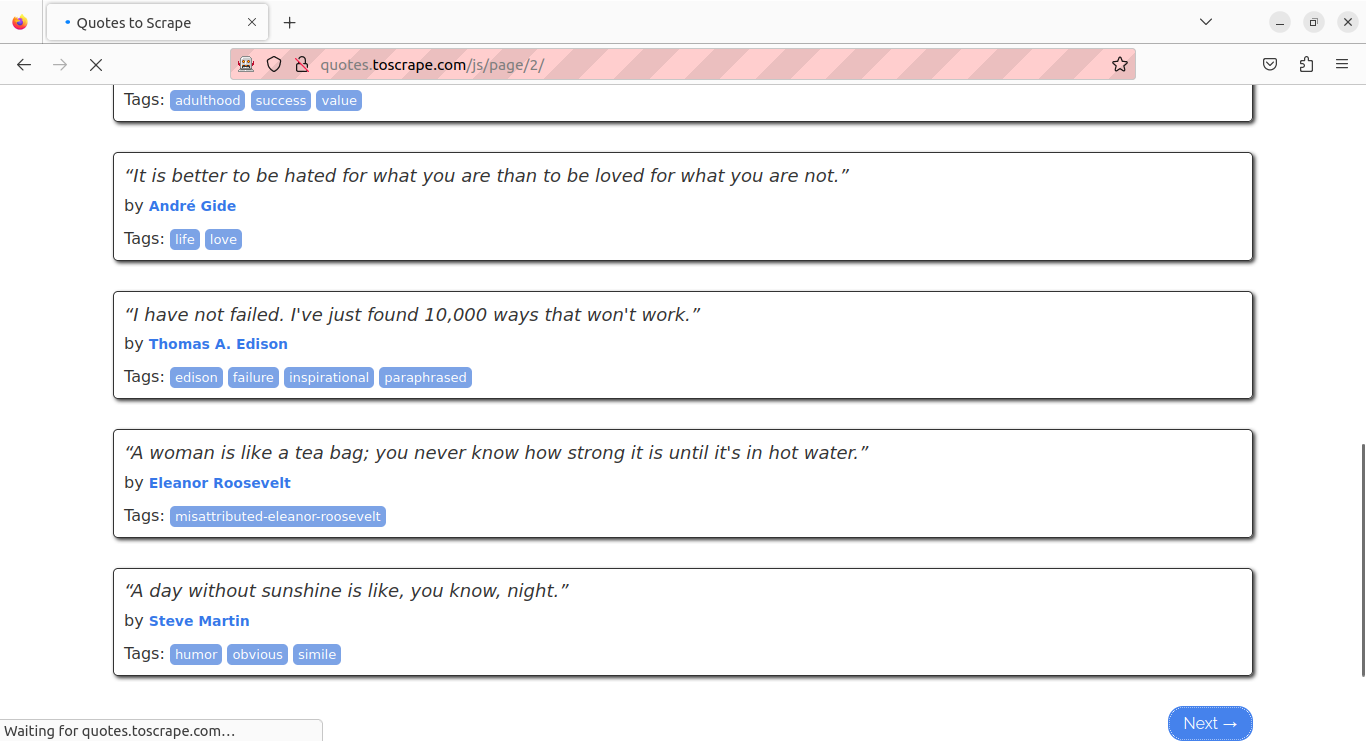 Quotes to Scrape
quotes.toscrape.com/js/page/2/
Tags: adulthood success value
“It is better to be hated for what you are than to be loved for what you are not.”
by André Gide
Tags: life love
“I have not failed. I've just found 10,000 ways that won't work.”
by Thomas A. Edison
Tags: edison failure inspirational paraphrased
“A woman is like a tea bag; you never know how strong it is until it's in hot water.”
by Eleanor Roosevelt
Tags: misattributed-eleanor-roosevelt
“A day without sunshine is like, you know, night.”
by Steve Martin
Tags: humor obvious simile
Next →
Waiting for quotes.toscrape.com…